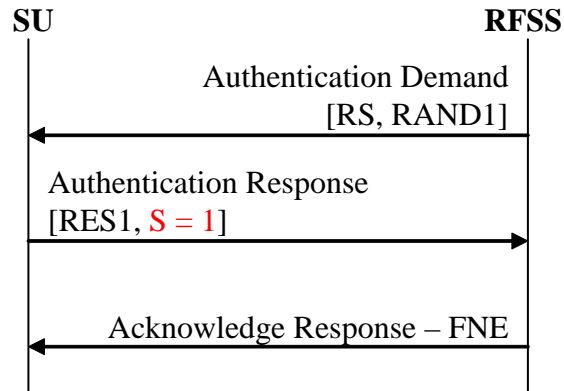 SU RFSS
Authentication Demand
[RS, RAND1]
Authentication Response
[RES1, S = 1]
Acknowledge Response – FNE